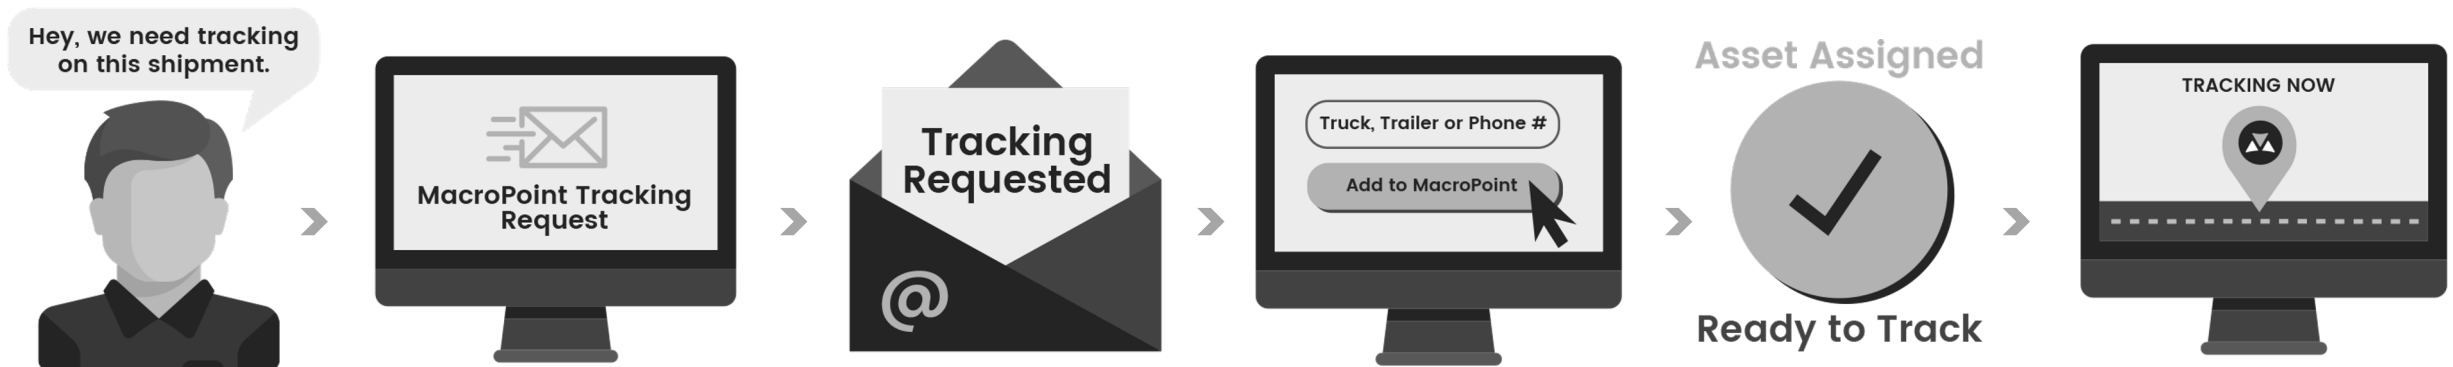 Hey, we need tracking
on this shipment.
MacroPoint Tracking
Request
Tracking
Requested
@
Truck, Trailer or Phone #
Add to MacroPoint
Asset Assigned
Ready to Track
TRACKING NOW